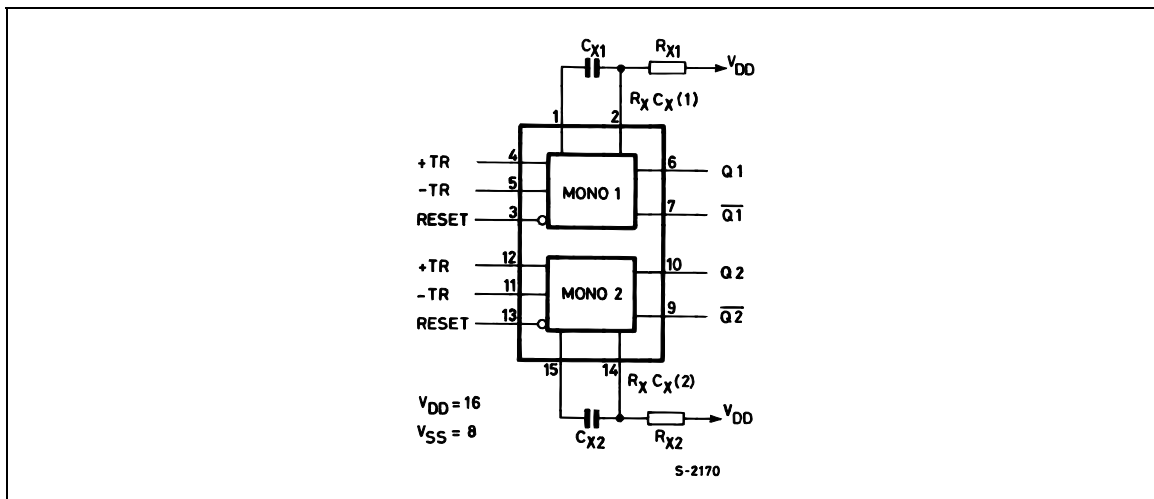 CX1 RX1 VDD
RX CX (1)
1 2
+TR 4 6 Q1
-TR 5 MONO 1
RESET 3 7 Q1
+TR 12 10 Q2
-TR 11 MONO 2
RESET 13 9 Q2
15 14 RX CX (2)
VDD = 16
VSS = 8
CX2 RX2 VDD
S-2170